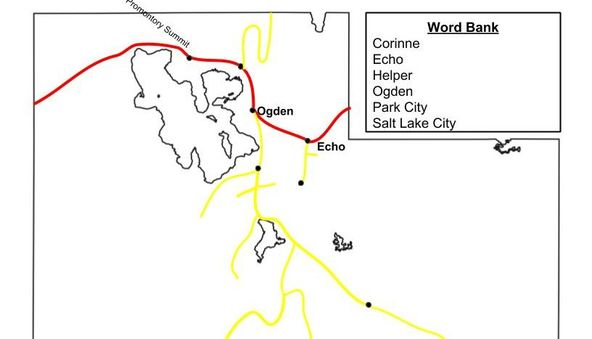 Promontory Summit
Word Bank
Corinne
Echo
Helper
Ogden
Park City
Salt Lake City
Ogden
Echo